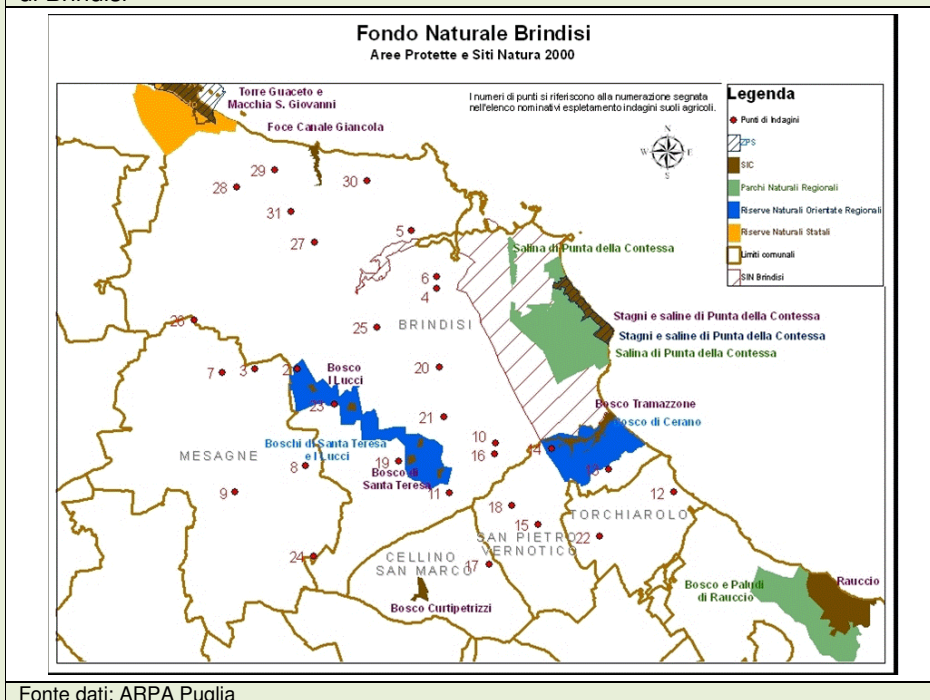 di Brindisi
Fondo Naturale Brindisi
Aree Protette e Siti Natura 2000
I numeri di punti si riferiscono alla numerazione segnata
nell'elenco nominativi espletamento indagini suoli agricoli.
N
W E
S
Legenda
Punti di Indagini
ZPS
SIC
Parchi Naturali Regionali
Riserve Naturali Orientate Regionali
Riserve Naturali Statali
Limiti comunali
SIN Brindisi
Torre Guaceto e
Macchia S. Giovanni
Foce Canale Giancola
29
28
30
31
27
5
Salina di Punta della Contessa
6
4
25
BRINDISI
Stagni e saline di Punta della Contessa
Stagni e saline di Punta della Contessa
Salina di Punta della Contessa
26
7
3
2
Bosco
I Lucci
20
23
21
Bosco Tramazzone
Bosco di Cerano
Boschi di Santa Teresa
e I Lucci
10
16
14
13
MESAGNE
8
19
Bosco di
Santa Teresa
9
11
12
18
TORCHIAROLO
15
SAN PIETRO
VERNOTICO
22
24
CELLINO
SAN MARCO
17
Bosco Curtipetrizzi
Bosco e Paludi
di Rauccio
Rauccio
Fonte dati: ARPA Puglia